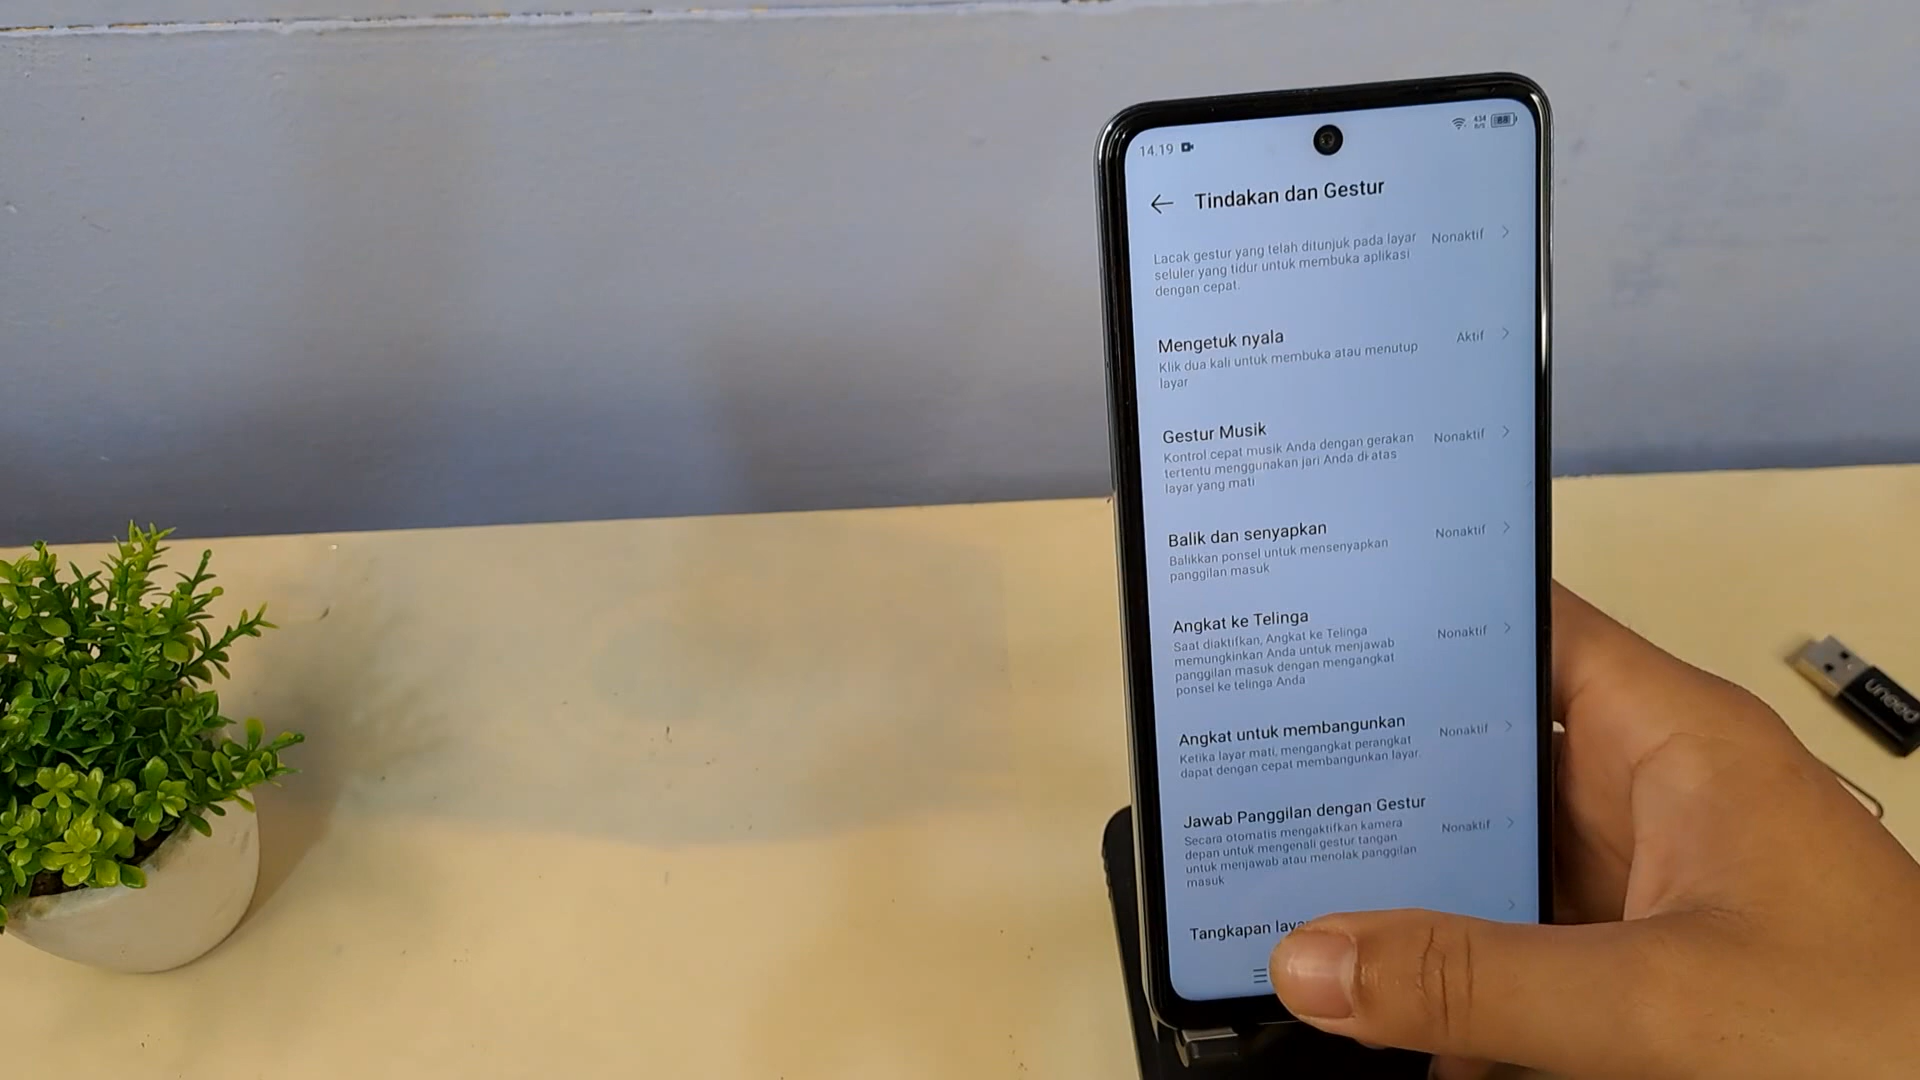 14.19
434
B/S
88
Tindakan dan Gestur
Lacak gestur yang telah ditunjuk pada layar
seluler yang tidur untuk membuka aplikasi
dengan cepat.
Nonaktif
Mengetuk nyala
Klik dua kali untuk membuka atau menutup
layar
Aktif
Gestur Musik
Kontrol cepat musik Anda dengan gerakan
tertentu menggunakan jari Anda di atas
layar yang mati
Nonaktif
Balik dan senyapkan
Balikkan ponsel untuk mensenyapkan
panggilan masuk
Nonaktif
Angkat ke Telinga
Saat diaktifkan, Angkat ke Telinga
memungkinkan Anda untuk menjawab
panggilan masuk dengan mengangkat
ponsel ke telinga Anda
Nonaktif
Angkat untuk membangunkan
Ketika layar mati, mengangkat perangkat
dapat dengan cepat membangunkan layar.
Nonaktif
Jawab Panggilan dengan Gestur
Secara otomatis mengaktifkan kamera
depan untuk mengenali gestur tangan
untuk menjawab atau menolak panggilan
masuk
Nonaktif
Tangkapan
uneed